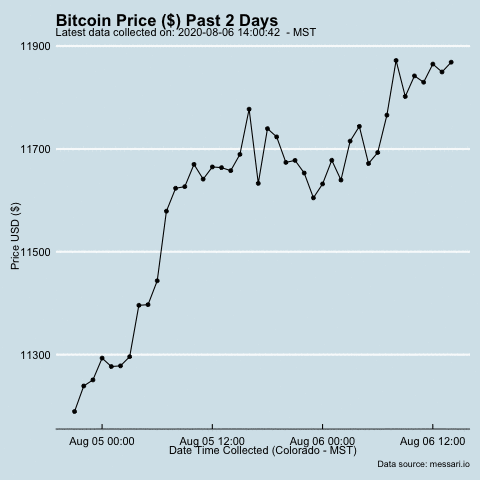 Bitcoin Price ($) Past 2 Days
Latest data collected on: 2020-08-06 14:00:42 - MST
11900
11700
11500
11300
Price USD ($)
Aug 05 00:00 Aug 05 12:00 Aug 06 00:00 Aug 06 12:00
Date Time Collected (Colorado - MST)
Data source: messari.io